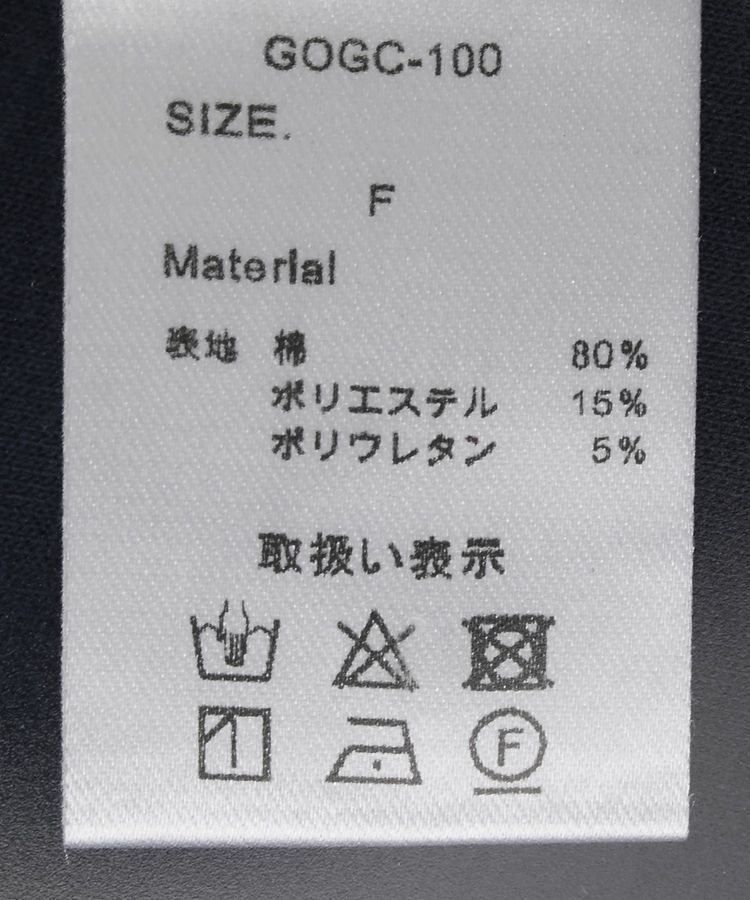 GOGC-100
SIZE.
F
Material
表地 棉 80%
ポリエステル 15%
ポリウレタン 5%
取扱い表示
F